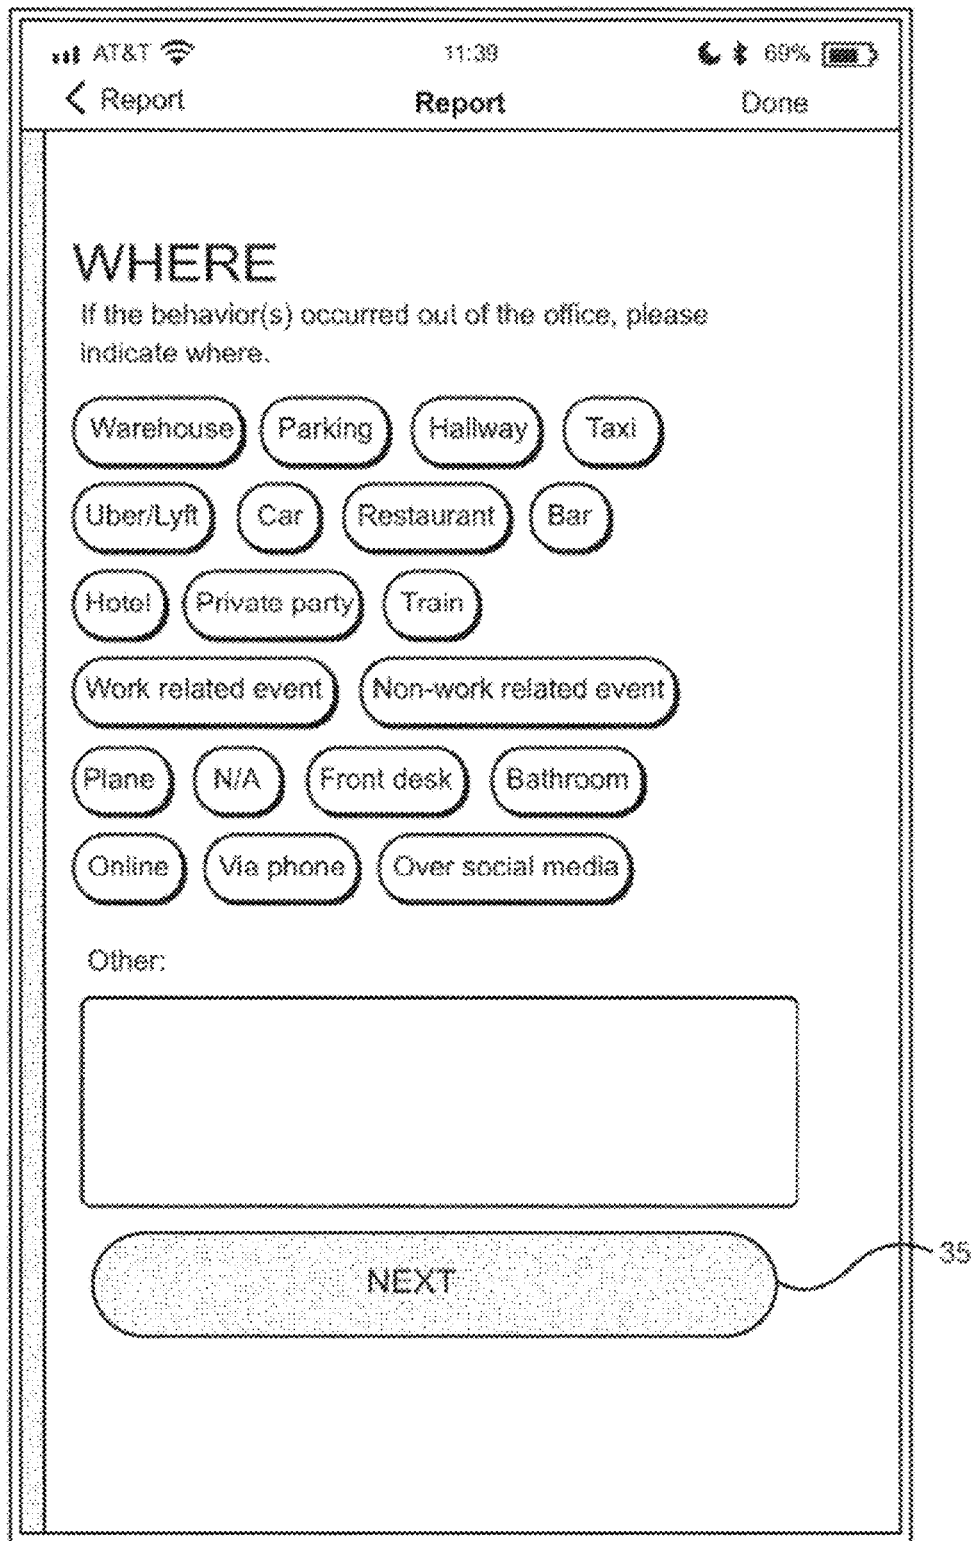 AT&T 11:39 69%
Report Report Done
WHERE
If the behavior(s) occurred out of the office, please
indicate where.
Warehouse Parking Hallway Taxi
Uber/Lyft Car Restaurant Bar
Hotel Private party Train
Work related event Non-work related event
Plane N/A Front desk Bathroom
Online Via phone Over social media
Other:
NEXT
35